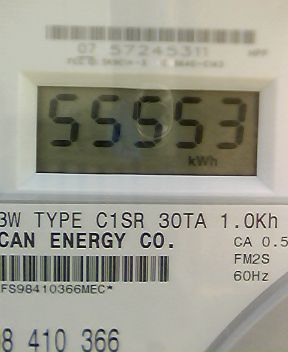 07 57245311
55553
kWh
3W TYPE C1SR 30TA 1.0Kh
CAN ENERGY CO. CA 0.5
FM2S
60Hz
FS98410366MEC*
98 410 366